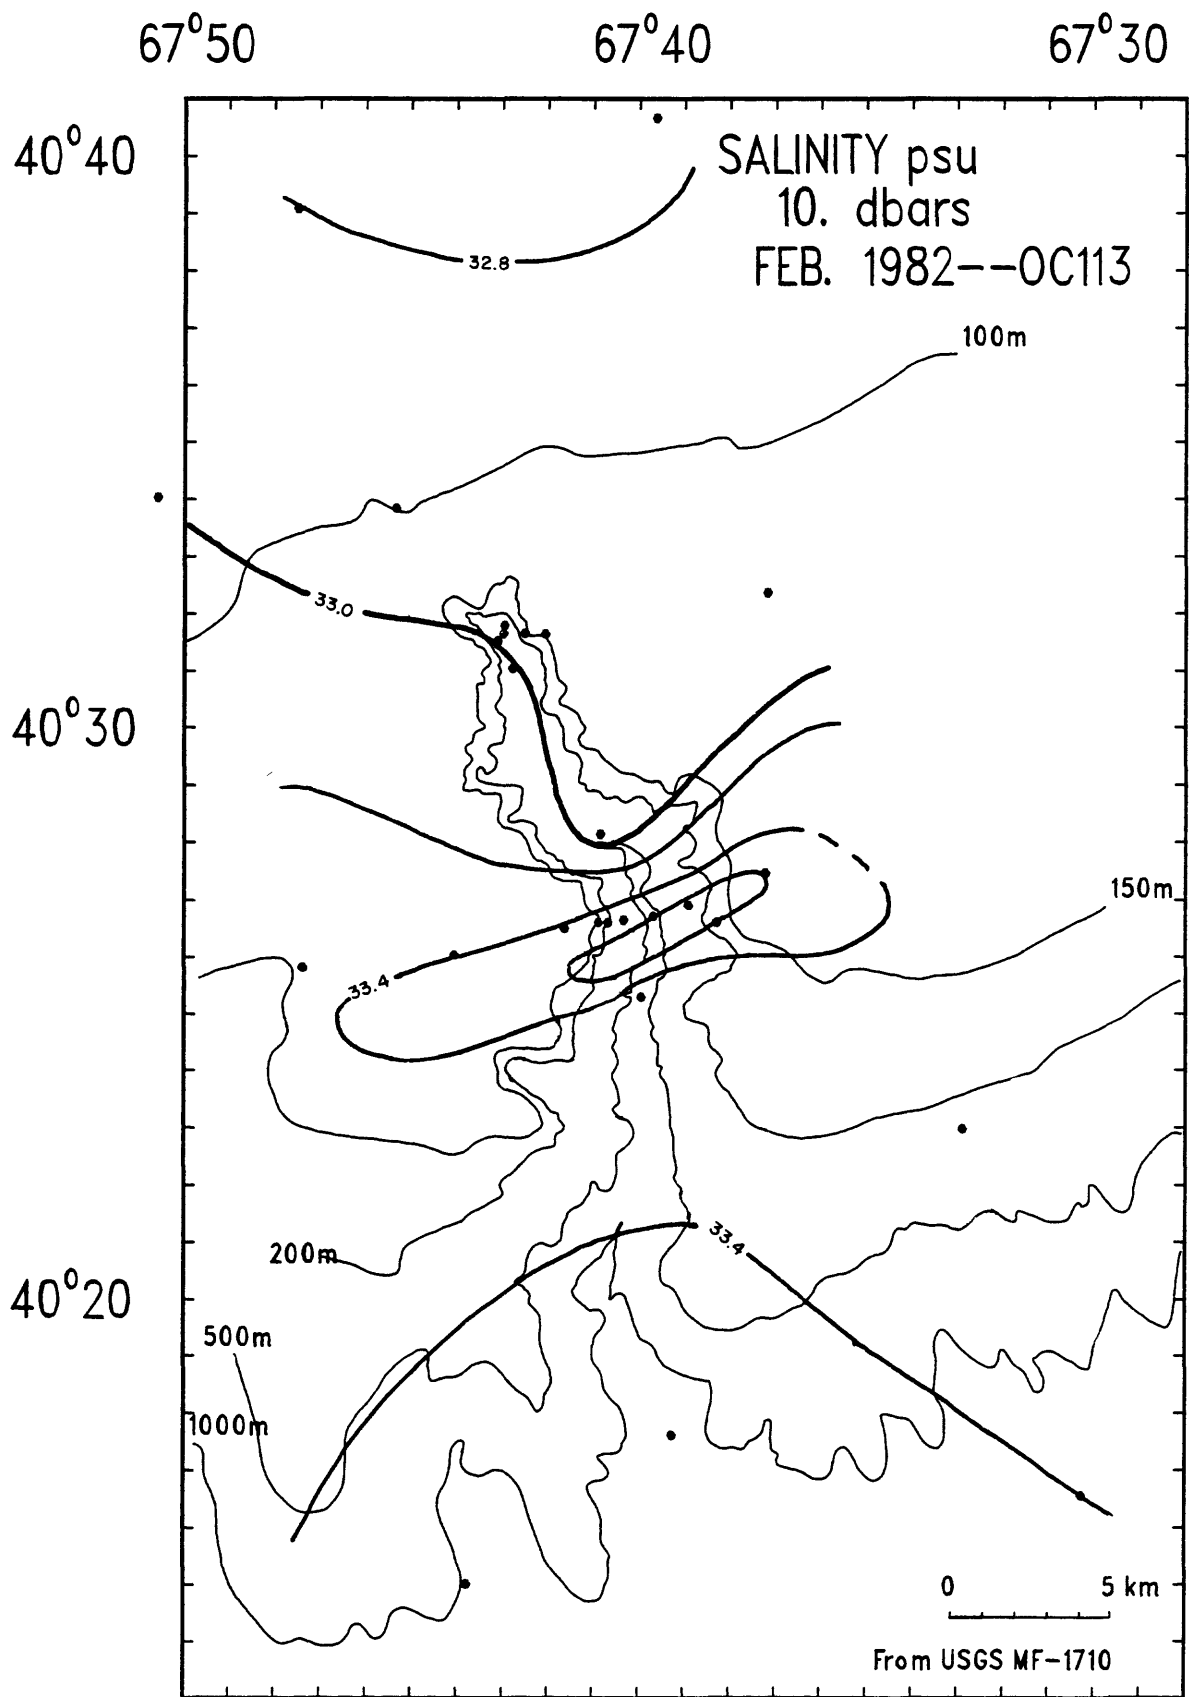 67°50 67°40 67°30
40°40
SALINITY psu
10. dbars
FEB. 1982--OC113
32.8
100m
33.0
40°30
150m
33.4
33.4
200m
40°20
500m
1000m
0 5 km
From USGS MF-1710